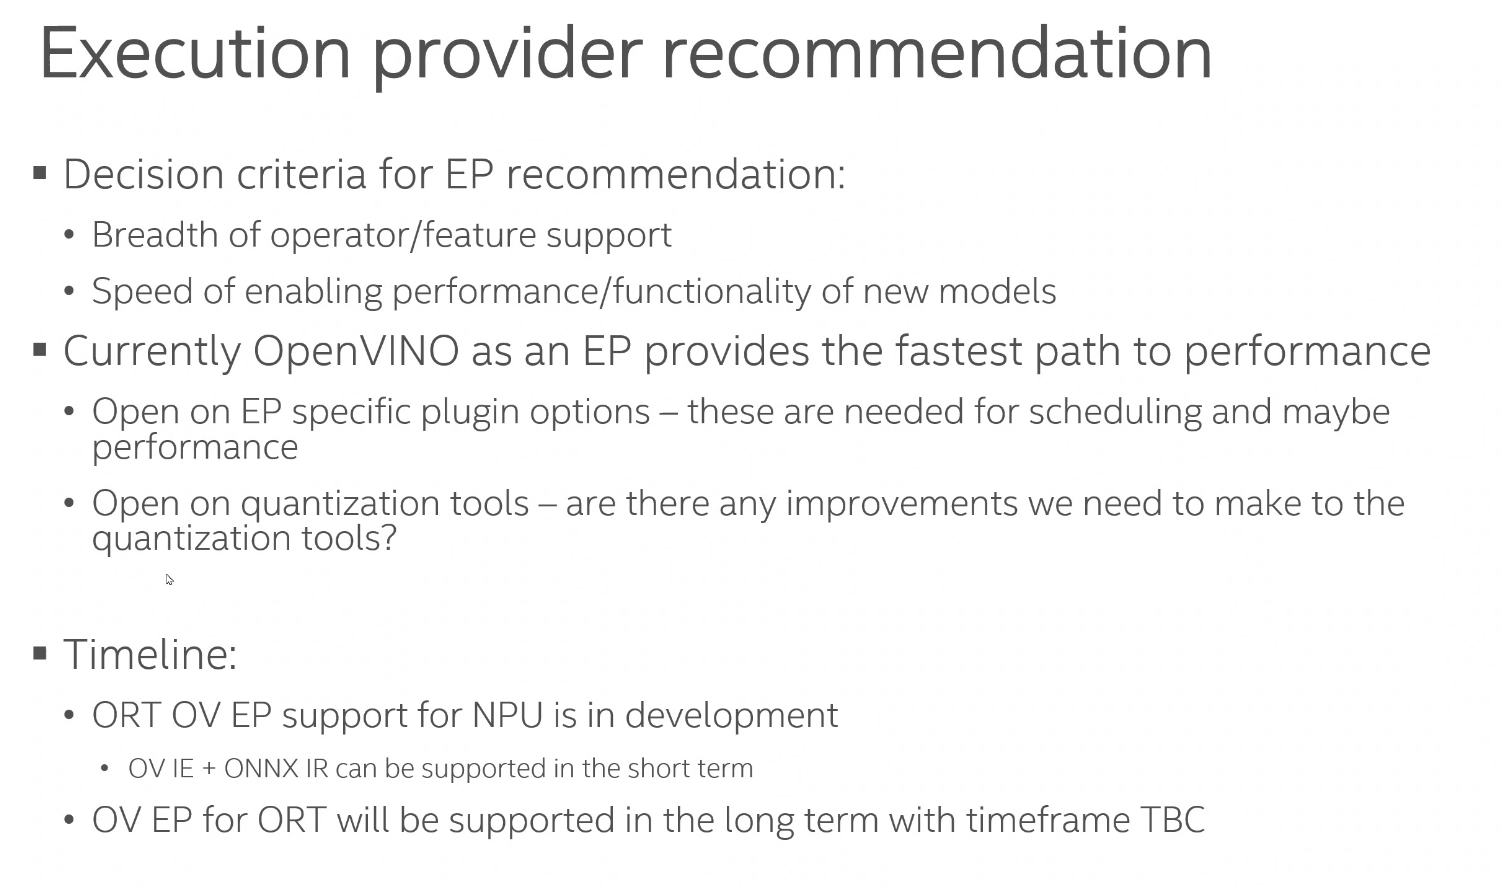 Execution provider recommendation
▪ Decision criteria for EP recommendation:
• Breadth of operator/feature support
• Speed of enabling performance/functionality of new models
▪ Currently OpenVINO as an EP provides the fastest path to performance
• Open on EP specific plugin options – these are needed for scheduling and maybe
performance
• Open on quantization tools – are there any improvements we need to make to the
quantization tools?
▪ Timeline:
• ORT OV EP support for NPU is in development
• OV IE + ONNX IR can be supported in the short term
• OV EP for ORT will be supported in the long term with timeframe TBC